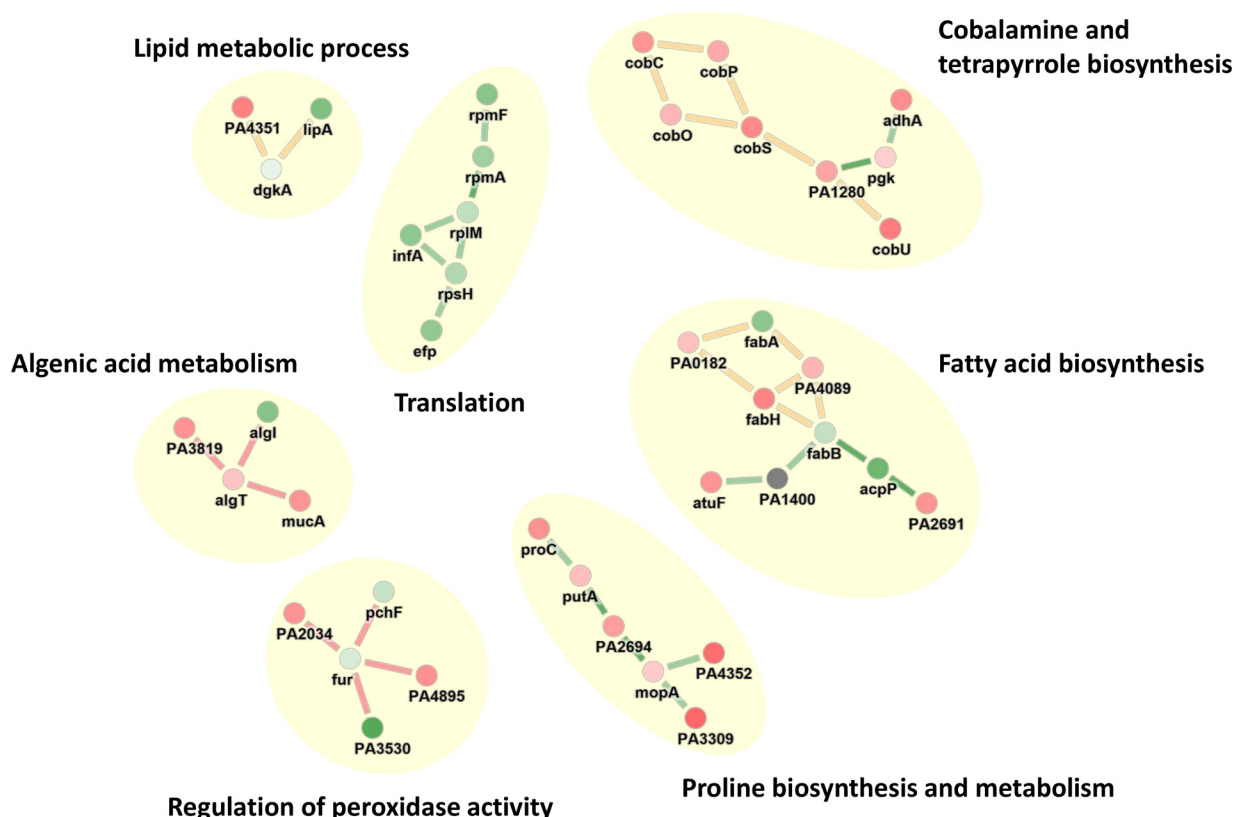 Lipid metabolic process
PA4351
lipA
dgkA
rpmF
rpmA
rplM
infA
rpsH
efp
Translation
Cobalamine and
tetrapyrrole biosynthesis
cobC
cobP
cobO
cobS
adhA
pgk
PA1280
cobU
Algenic acid metabolism
PA3819
algI
algT
mucA
Fatty acid biosynthesis
fabA
PA0182
PA4089
fabH
fabB
acpP
atuF
PA1400
PA2691
pchF
PA2034
fur
PA4895
PA3530
Regulation of peroxidase activity
proC
putA
PA2694
PA4352
mopA
PA3309
Proline biosynthesis and metabolism